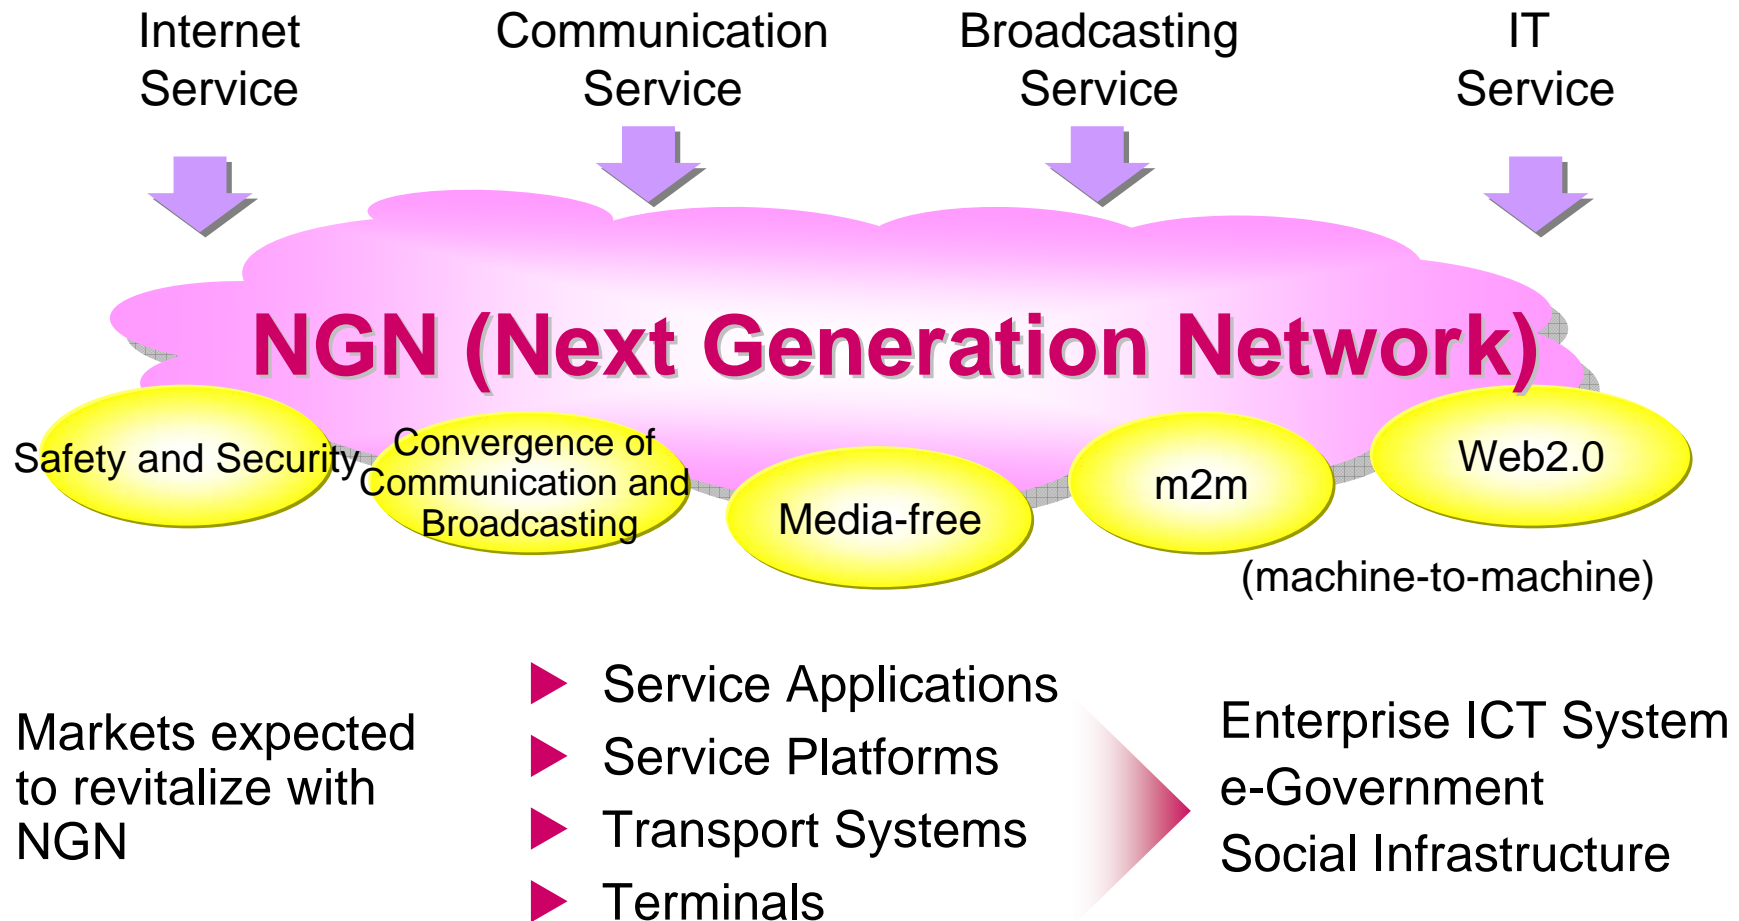 Internet
Service
Communication
Service
Broadcasting
Service
IT
Service
NGN (Next Generation Network)
Safety and Security
Convergence of
Communication and
Broadcasting
Media-free
m2m
Web2.0
(machine-to-machine)
Markets expected
to revitalize with
NGN
Service Applications
Service Platforms
Transport Systems
Terminals
Enterprise ICT System
e-Government
Social Infrastructure